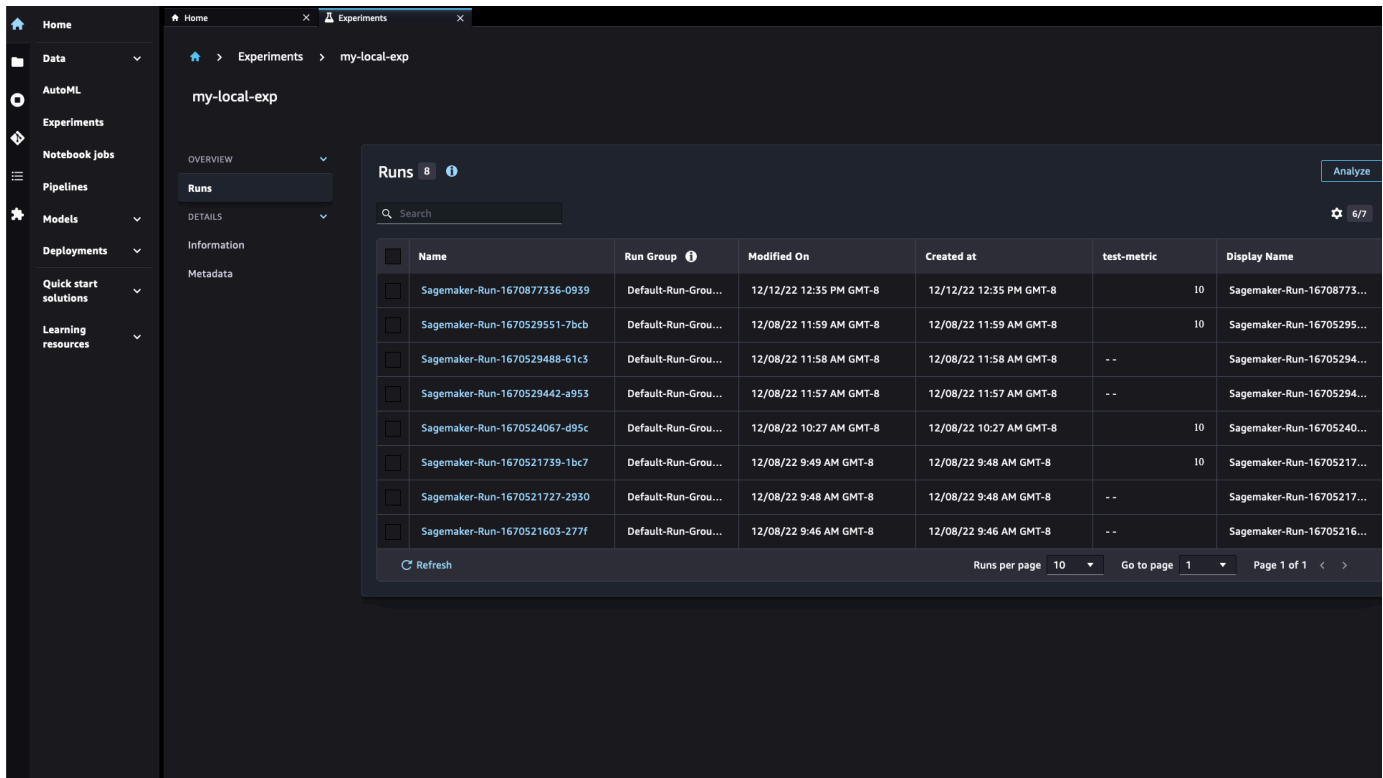 Home
Data
AutoML
Experiments
Notebook jobs
Pipelines
Models
Deployments
Quick start
solutions
Learning
resources
Home Experiments
Experiments > my-local-exp
my-local-exp
OVERVIEW
Runs
DETAILS
Information
Metadata
Runs 8
Analyze
Search
6/7
Name Run Group Modified On Created at test-metric Display Name
Sagemaker-Run-1670877336-0939 Default-Run-Grou... 12/12/22 12:35 PM GMT-8 12/12/22 12:35 PM GMT-8 10 Sagemaker-Run-16708773...
Sagemaker-Run-1670529551-7bcb Default-Run-Grou... 12/08/22 11:59 AM GMT-8 12/08/22 11:59 AM GMT-8 10 Sagemaker-Run-16705295...
Sagemaker-Run-1670529488-61c3 Default-Run-Grou... 12/08/22 11:58 AM GMT-8 12/08/22 11:58 AM GMT-8 -- Sagemaker-Run-16705294...
Sagemaker-Run-1670529442-a953 Default-Run-Grou... 12/08/22 11:57 AM GMT-8 12/08/22 11:57 AM GMT-8 -- Sagemaker-Run-16705294...
Sagemaker-Run-1670524067-d95c Default-Run-Grou... 12/08/22 10:27 AM GMT-8 12/08/22 10:27 AM GMT-8 10 Sagemaker-Run-16705240...
Sagemaker-Run-1670521739-1bc7 Default-Run-Grou... 12/08/22 9:49 AM GMT-8 12/08/22 9:48 AM GMT-8 10 Sagemaker-Run-16705217...
Sagemaker-Run-1670521727-2930 Default-Run-Grou... 12/08/22 9:48 AM GMT-8 12/08/22 9:48 AM GMT-8 -- Sagemaker-Run-16705217...
Sagemaker-Run-1670521603-277f Default-Run-Grou... 12/08/22 9:46 AM GMT-8 12/08/22 9:46 AM GMT-8 -- Sagemaker-Run-16705216...
Refresh Runs per page 10 Go to page 1 Page 1 of 1 < >